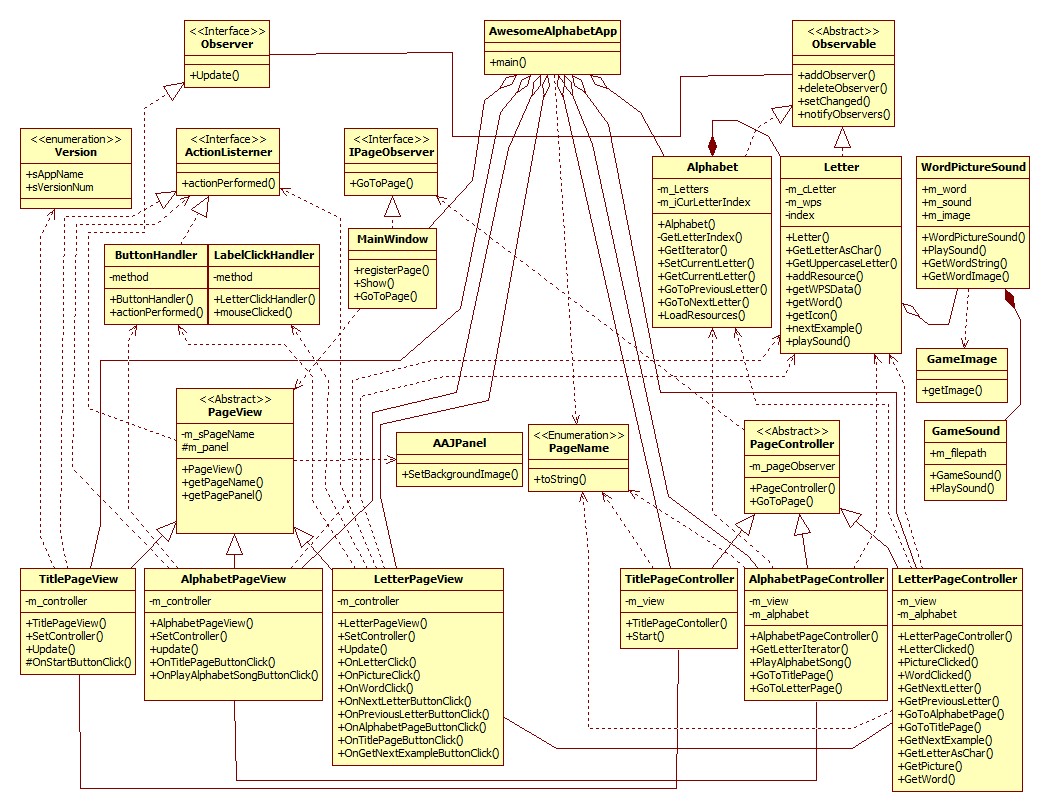 <<Interface>>
Observer
+Update()
AwesomeAlphabetApp
+main()
<<Abstract>>
Observable
+addObserver()
+deleteObserver()
+setChanged()
+notifyObservers()
<<enumeration>>
Version
+sAppName
+sVersionNum
<<Interface>>
ActionListerner
+actionPerformed()
<<Interface>>
IPageObserver
+GoToPage()
Alphabet
-m_Letters
-m_iCurLetterIndex
+Alphabet()
-GetLetterIndex()
+GetIterator()
+SetCurrentLetter()
+GetCurrentLetter()
+GoToPreviousLetter()
+GoToNextLetter()
+LoadResources()
Letter
-m_cLetter
-m_wps
-index
+Letter()
+GetLetterAsChar()
+GetUppercaseLetter()
+addResource()
+getWPSData()
+getWord()
+getIcon()
+nextExample()
+playSound()
WordPictureSound
+m_word
+m_sound
+m_image
+WordPictureSound()
+PlaySound()
+GetWordString()
+GetWordImage()
MainWindow
+registerPage()
+Show()
+GoToPage()
ButtonHandler
-method
+ButtonHandler()
+actionPerformed()
LabelClickHandler
-method
+LetterClickHandler()
+mouseClicked()
GameImage
+getImage()
<<Abstract>>
PageView
-m_sPageName
#m_panel
+PageView()
+getPageName()
+getPagePanel()
AAJPanel
+SetBackgroundImage()
<<Enumeration>>
PageName
+toString()
<<Abstract>>
PageController
-m_pageObserver
+PageController()
+GoToPage()
GameSound
+m_filepath
+GameSound()
+PlaySound()
TitlePageView
-m_controller
+TitlePageView()
+SetController()
+Update()
#OnStartButtonClick()
AlphabetPageView
-m_controller
+AlphabetPageView()
+SetController()
+update()
+OnTitlePageButtonClick()
+OnPlayAlphabetSongButtonClick()
LetterPageView
-m_controller
+LetterPageView()
+SetController()
+Update()
+OnLetterClick()
+OnPictureClick()
+OnWordClick()
+OnNextLetterButtonClick()
+OnPreviousLetterButtonClick()
+OnAlphabetPageButtonClick()
+OnTitlePageButtonClick()
+OnGetNextExampleButtonClick()
TitlePageController
-m_view
+TitlePageContoller()
+Start()
AlphabetPageController
-m_view
-m_alphabet
+AlphabetPageController()
+GetLetterIterator()
+PlayAlphabetSong()
+GoToTitlePage()
+GoToLetterPage()
LetterPageController
-m_view
-m_alphabet
+LetterPageController()
+LetterClicked()
+PictureClicked()
+WordClicked()
+GetNextLetter()
+GetPreviousLetter()
+GoToAlphabetPage()
+GoToTitlePage()
+GetNextExample()
+GetLetterAsChar()
+GetPicture()
+GetWord()